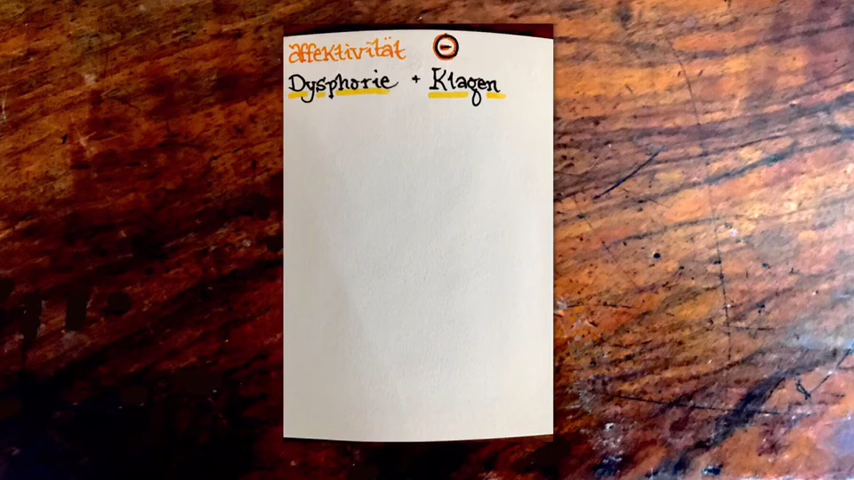 Affektivität ⊖
Dysphorie + Klagen